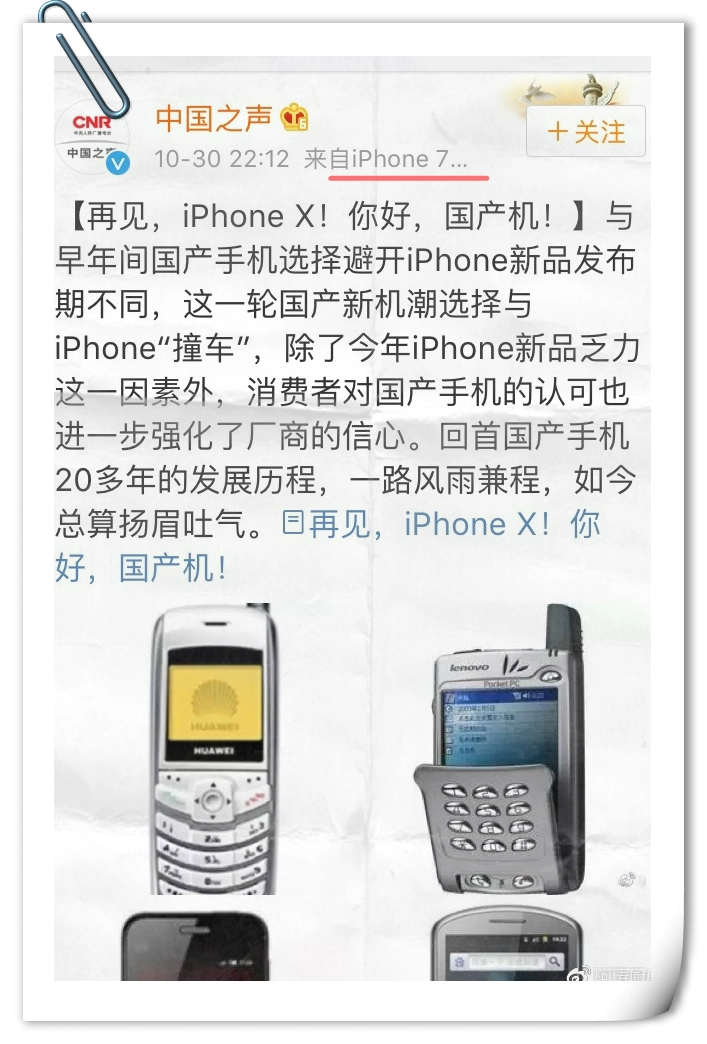 CNR
中央人民广播电台
中国之声
中国之声
+关注
10-30 22:12 来自iPhone 7...
【再见，iPhone X！你好，国产机！】与
早年间国产手机选择避开iPhone新品发布
期不同，这一轮国产新机潮选择与
iPhone“撞车”，除了今年iPhone新品乏力
这一因素外，消费者对国产手机的认可也
进一步强化了厂商的信心。回首国产手机
20多年的发展历程，一路风雨兼程，如今
总算扬眉吐气。再见，iPhone X！你
好，国产机！
HUAWEI
HUAWEI
lenovo
Pocket PC